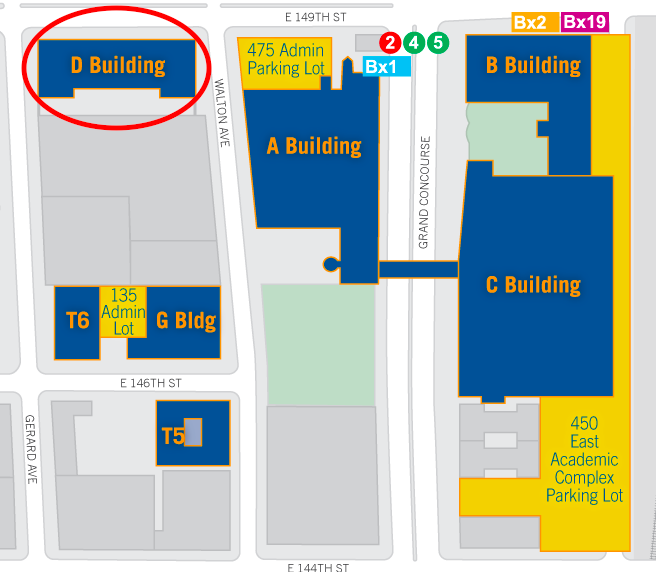 E 149TH ST
Bx2
Bx19
D Building
475 Admin
Parking Lot
2
4
5
Bx1
B Building
WALTON AVE
A Building
GRAND CONCOURSE
C Building
T6
135
Admin
Lot
G Bldg
E 146TH ST
GERARD AVE
T5
450
East
Academic
Complex
Parking Lot
E 144TH ST